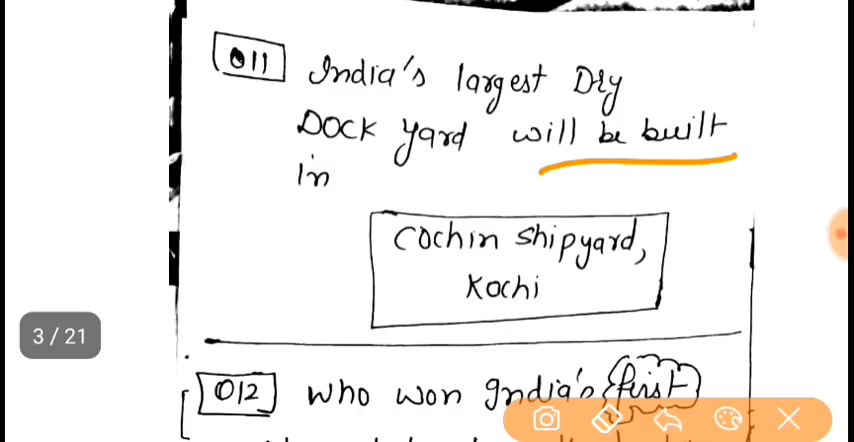 Q11 India's largest Dry
Dock yard will be built
in
Cochin Shipyard,
Kochi
3 / 21
Q12 Who won India's first